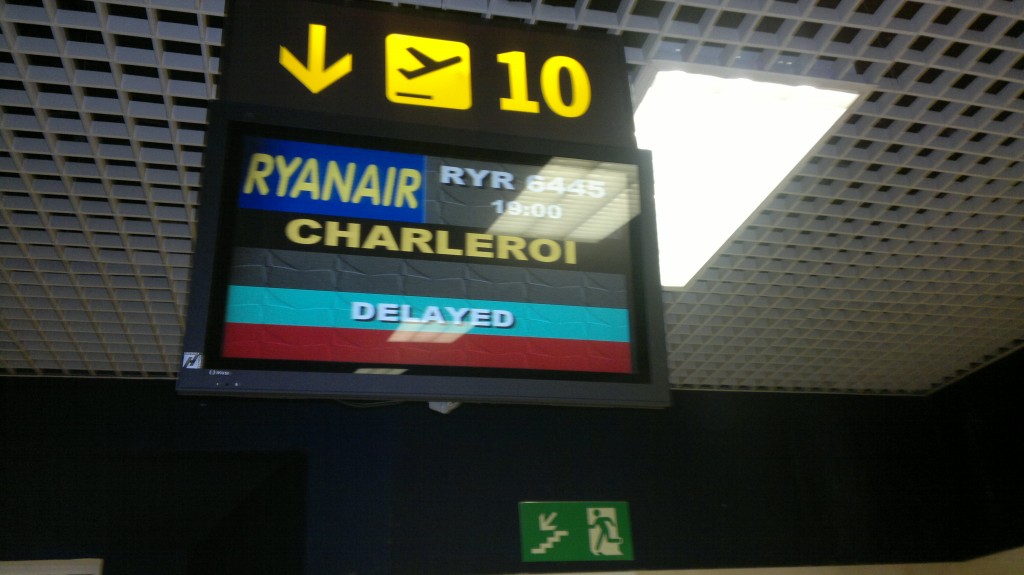 10
RYANAIR
RYR 6445
19:00
CHARLEROI
DELAYED